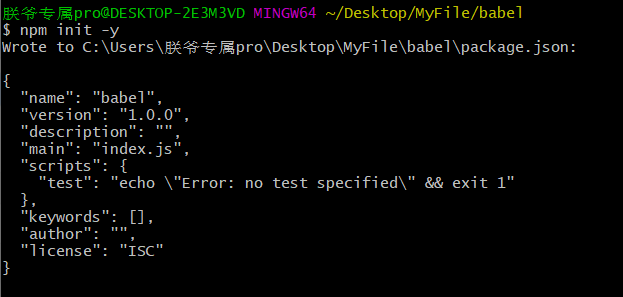 朕爷专属pro@DESKTOP-2E3M3VD MINGW64 ~/Desktop/MyFile/babel
$ npm init -y
Wrote to C:\Users\朕爷专属pro\Desktop\MyFile\babel\package.json:

{
  "name": "babel",
  "version": "1.0.0",
  "description": "",
  "main": "index.js",
  "scripts": {
    "test": "echo \"Error: no test specified\" && exit 1"
  },
  "keywords": [],
  "author": "",
  "license": "ISC"
}